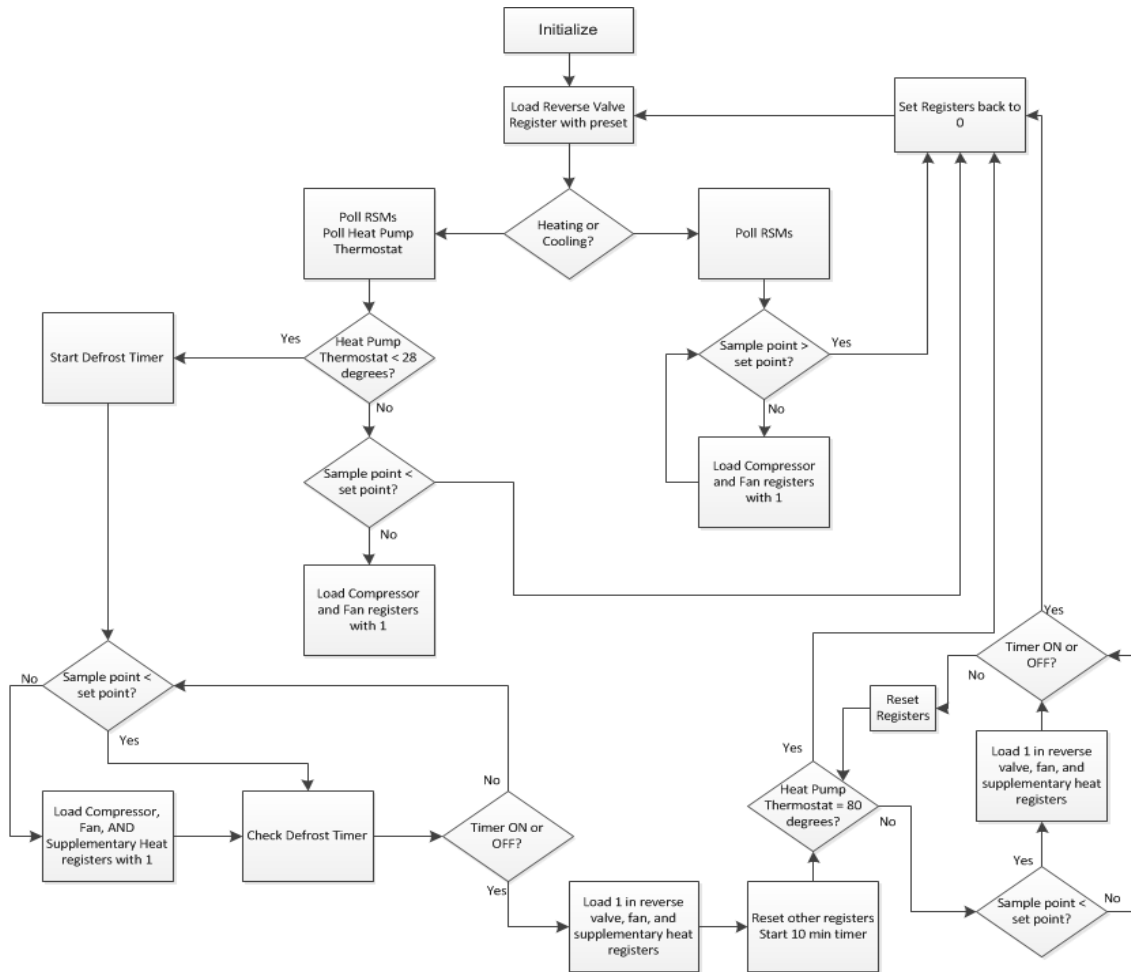 Initialize
Load Reverse Valve
Register with preset
Set Registers back to
0
Poll RSMs
Poll Heat Pump
Thermostat
Heating or
Cooling?
Poll RSMs
Start Defrost Timer
Yes
Heat Pump
Thermostat < 28
degrees?
No
Sample point >
set point?
Yes
No
Sample point <
set point?
No
Load Compressor
and Fan registers
with 1
Load Compressor
and Fan registers
with 1
Sample point <
set point?
No
Yes
Load Compressor,
Fan, AND
Supplementary Heat
registers with 1
Check Defrost Timer
No
Timer ON or
OFF?
Yes
Load 1 in reverse
valve, fan, and
supplementary heat
registers
Reset other registers
Start 10 min timer
Yes
Heat Pump
Thermostat = 80
degrees?
No
Reset
Registers
Yes
Timer ON or
OFF?
No
Load 1 in reverse
valve, fan, and
supplementary heat
registers
Yes
Sample point <
set point?
No